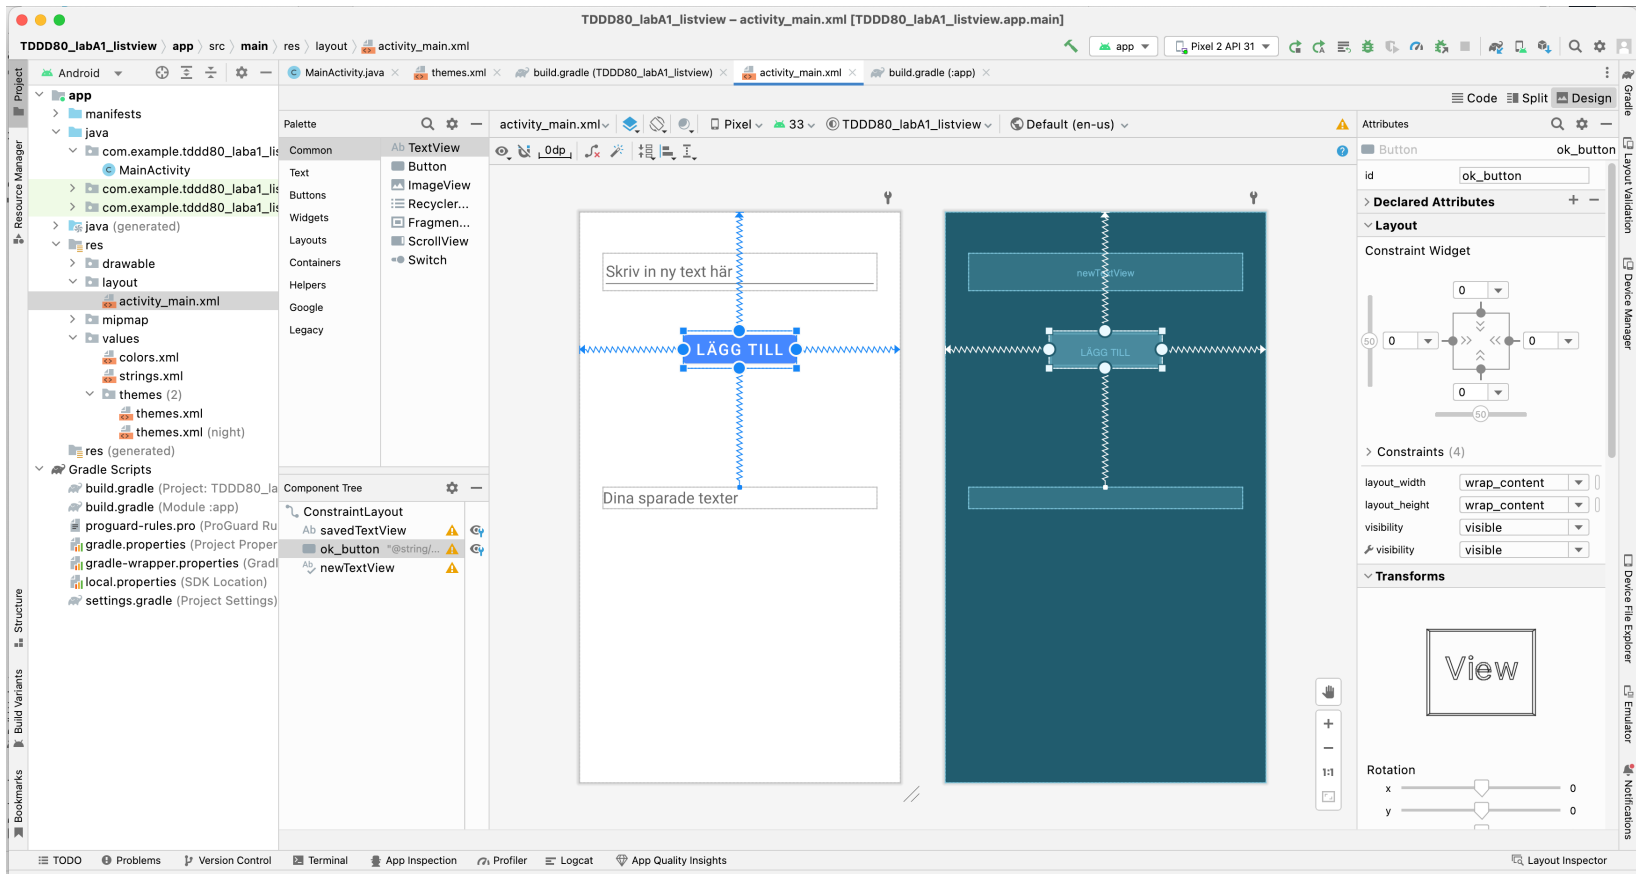 TDDD80_labA1_listview – activity_main.xml [TDDD80_labA1_listview.app.main]
TDDD80_labA1_listview app src main res layout activity_main.xml
app Pixel 2 API 31
Project
Resource Manager
Structure
Build Variants
Bookmarks
Android
MainActivity.java themes.xml build.gradle (TDDD80_labA1_listview) activity_main.xml build.gradle (:app)
Code Split Design
app
manifests
java
com.example.tddd80_laba1_lis
MainActivity
com.example.tddd80_laba1_lis
com.example.tddd80_laba1_lis
java (generated)
res
drawable
layout
activity_main.xml
mipmap
values
colors.xml
strings.xml
themes (2)
themes.xml
themes.xml (night)
res (generated)
Gradle Scripts
build.gradle (Project: TDDD80_la
build.gradle (Module :app)
proguard-rules.pro (ProGuard Ru
gradle.properties (Project Proper
gradle-wrapper.properties (Gradl
local.properties (SDK Location)
settings.gradle (Project Settings)
Palette
Common
Text
Buttons
Widgets
Layouts
Containers
Helpers
Google
Legacy
Ab TextView
Button
ImageView
Recycler...
Fragmen...
ScrollView
Switch
Component Tree
ConstraintLayout
Ab savedTextView
ok_button "@string/...
Ab newTextView
activity_main.xml Pixel 33 TDDD80_labA1_listview Default (en-us)
0dp
Skriv in ny text här
LÄGG TILL
Dina sparade texter
LÄGG TILL
1:1
Attributes
Button ok_button
id ok_button
Declared Attributes
Layout
Constraint Widget
0
50 0 0
0
50
Constraints (4)
layout_width wrap_content
layout_height wrap_content
visibility visible
visibility visible
Transforms
View
Rotation
x 0
y 0
Gradle
Layout Validation
Device Manager
Device File Explorer
Emulator
Notifications
TODO Problems Version Control Terminal App Inspection Profiler Logcat App Quality Insights Layout Inspector